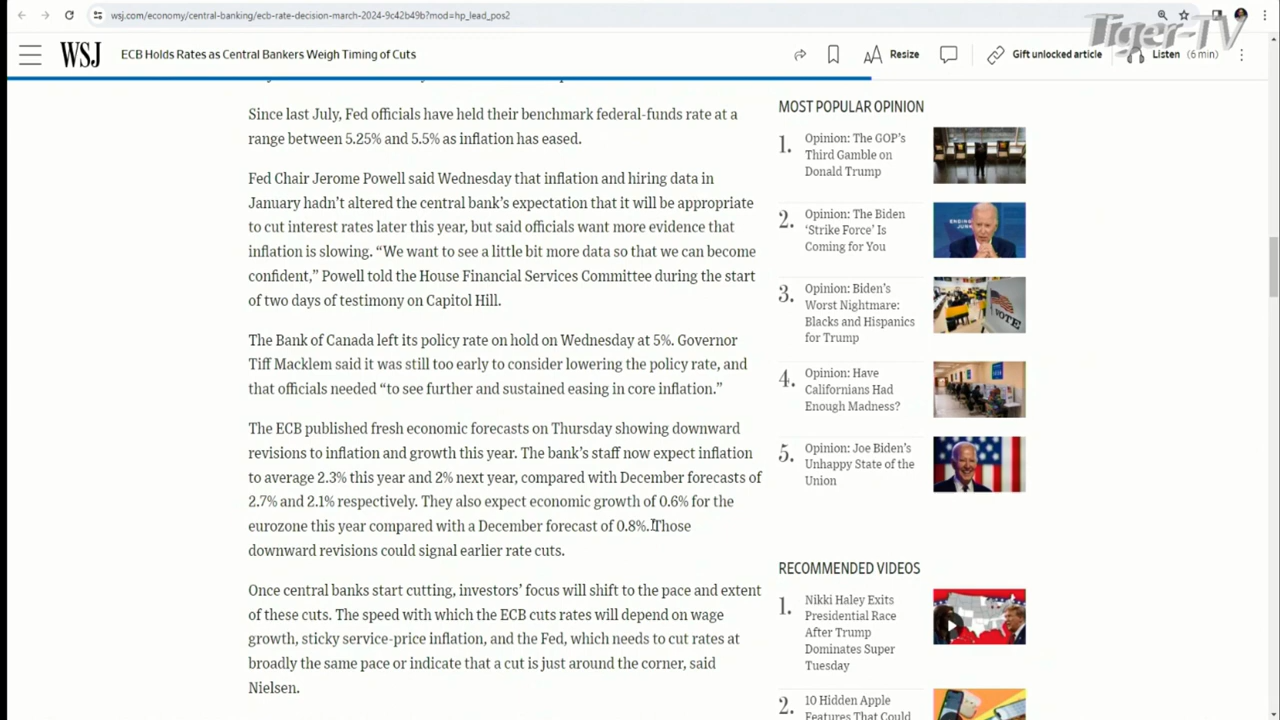 wsj.com/economy/central-banking/ecb-rate-decision-march-2024-9c42b49b?mod=hp_lead_pos2
Tiger-TV
WSJ
ECB Holds Rates as Central Bankers Weigh Timing of Cuts
AA Resize
Gift unlocked article
Listen (6 min)
Since last July, Fed officials have held their benchmark federal-funds rate at a
range between 5.25% and 5.5% as inflation has eased.
Fed Chair Jerome Powell said Wednesday that inflation and hiring data in
January hadn’t altered the central bank’s expectation that it will be appropriate
to cut interest rates later this year, but said officials want more evidence that
inflation is slowing. “We want to see a little bit more data so that we can become
confident,” Powell told the House Financial Services Committee during the start
of two days of testimony on Capitol Hill.
The Bank of Canada left its policy rate on hold on Wednesday at 5%. Governor
Tiff Macklem said it was still too early to consider lowering the policy rate, and
that officials needed “to see further and sustained easing in core inflation.”
The ECB published fresh economic forecasts on Thursday showing downward
revisions to inflation and growth this year. The bank’s staff now expect inflation
to average 2.3% this year and 2% next year, compared with December forecasts of
2.7% and 2.1% respectively. They also expect economic growth of 0.6% for the
eurozone this year compared with a December forecast of 0.8%. Those
downward revisions could signal earlier rate cuts.
Once central banks start cutting, investors’ focus will shift to the pace and extent
of these cuts. The speed with which the ECB cuts rates will depend on wage
growth, sticky service-price inflation, and the Fed, which needs to cut rates at
broadly the same pace or indicate that a cut is just around the corner, said
Nielsen.
MOST POPULAR OPINION
1. Opinion: The GOP’s
Third Gamble on
Donald Trump
2. Opinion: The Biden
‘Strike Force’ Is
Coming for You
3. Opinion: Biden’s
Worst Nightmare:
Blacks and Hispanics
for Trump
VOTE
4. Opinion: Have
Californians Had
Enough Madness?
5. Opinion: Joe Biden’s
Unhappy State of the
Union
RECOMMENDED VIDEOS
1. Nikki Haley Exits
Presidential Race
After Trump
Dominates Super
Tuesday
2. 10 Hidden Apple
Features That Could